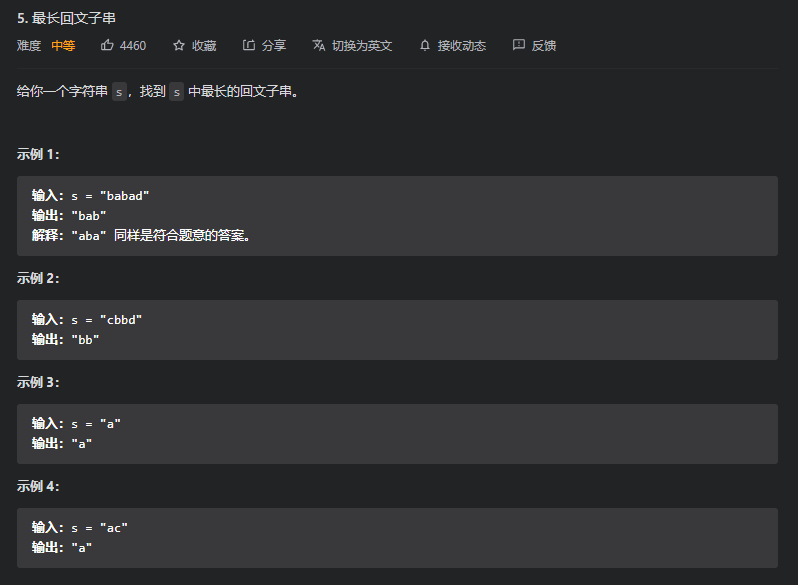 5. 最长回文子串
难度 中等 4460 收藏 分享 切换为英文 接收动态 反馈
给你一个字符串 s，找到 s 中最长的回文子串。
示例 1：
输入：s = "babad"
输出："bab"
解释："aba" 同样是符合题意的答案。
示例 2：
输入：s = "cbbd"
输出："bb"
示例 3：
输入：s = "a"
输出："a"
示例 4：
输入：s = "ac"
输出："a"